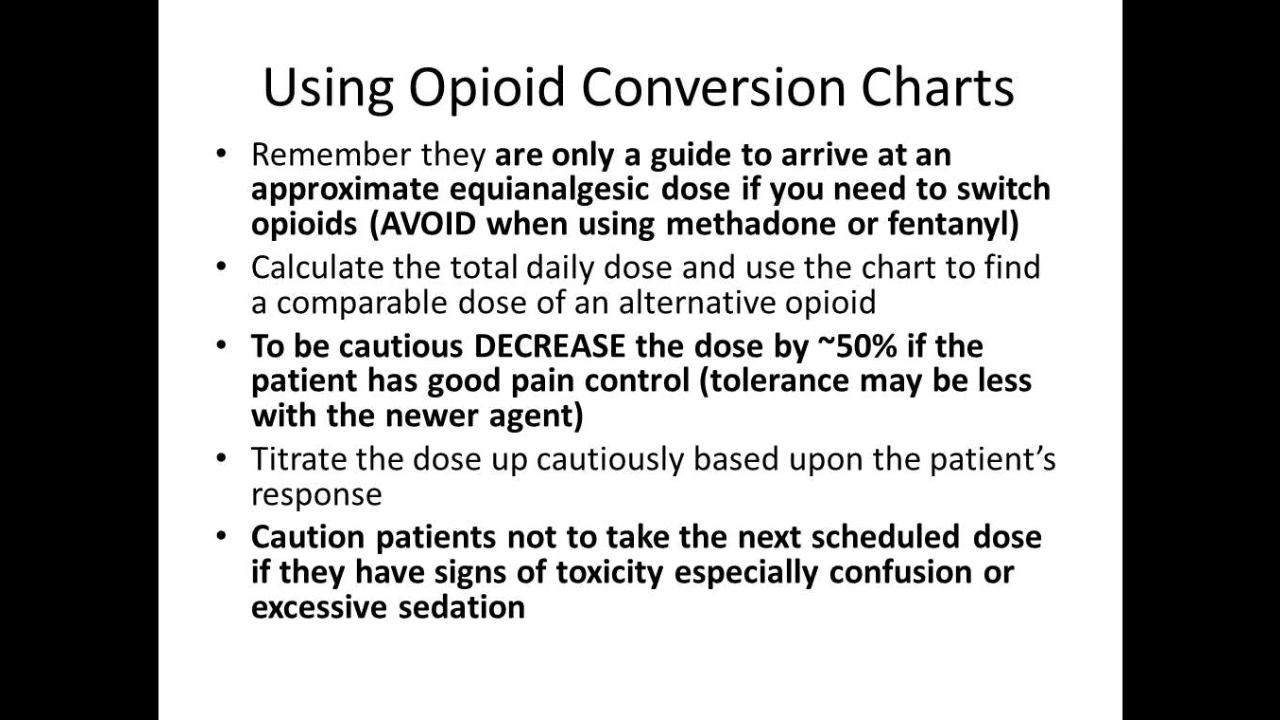 Using Opioid Conversion Charts
• Remember they are only a guide to arrive at an
approximate equianalgesic dose if you need to switch
opioids (AVOID when using methadone or fentanyl)
• Calculate the total daily dose and use the chart to find
a comparable dose of an alternative opioid
• To be cautious DECREASE the dose by ~50% if the
patient has good pain control (tolerance may be less
with the newer agent)
• Titrate the dose up cautiously based upon the patient’s
response
• Caution patients not to take the next scheduled dose
if they have signs of toxicity especially confusion or
excessive sedation